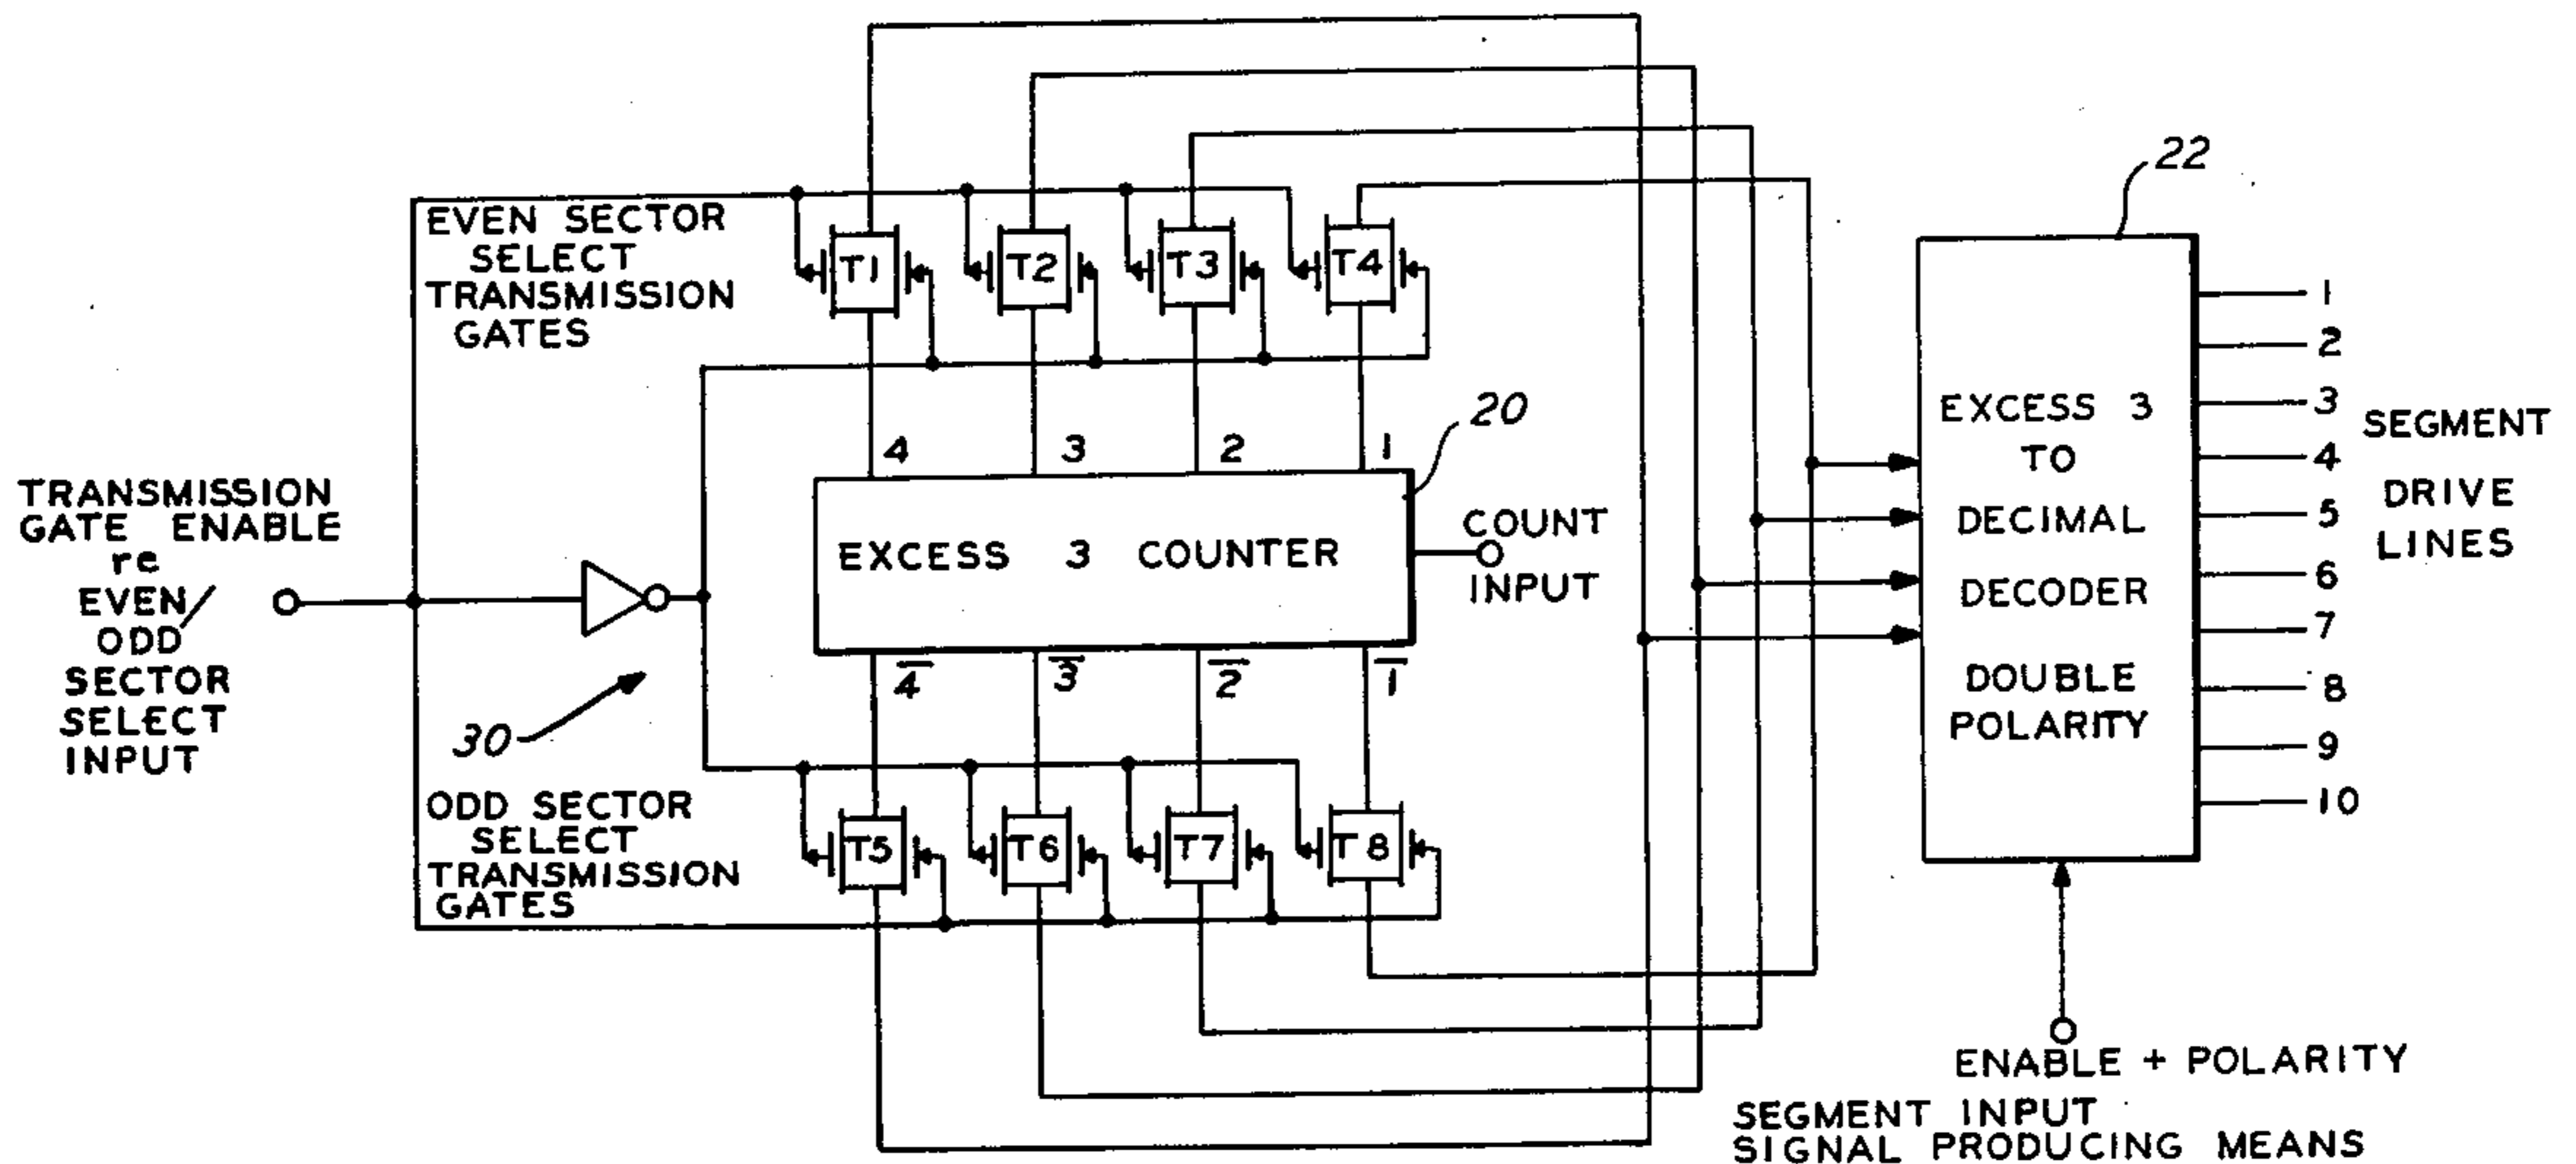 22
EVEN SECTOR
SELECT
TRANSMISSION
GATES
T1
T2
T3
T4
1
2
3
4
5
6
7
8
9
10
SEGMENT
DRIVE
LINES
EXCESS 3
TO
DECIMAL
DECODER
DOUBLE
POLARITY
20
4
3
2
1
TRANSMISSION
GATE ENABLE
re
EVEN/
ODD
SECTOR
SELECT
INPUT
EXCESS 3 COUNTER
COUNT
INPUT
4̅
3̅
2̅
1̅
30
ODD SECTOR
SELECT
TRANSMISSION
GATES
T5
T6
T7
T8
ENABLE + POLARITY
SEGMENT INPUT
SIGNAL PRODUCING MEANS